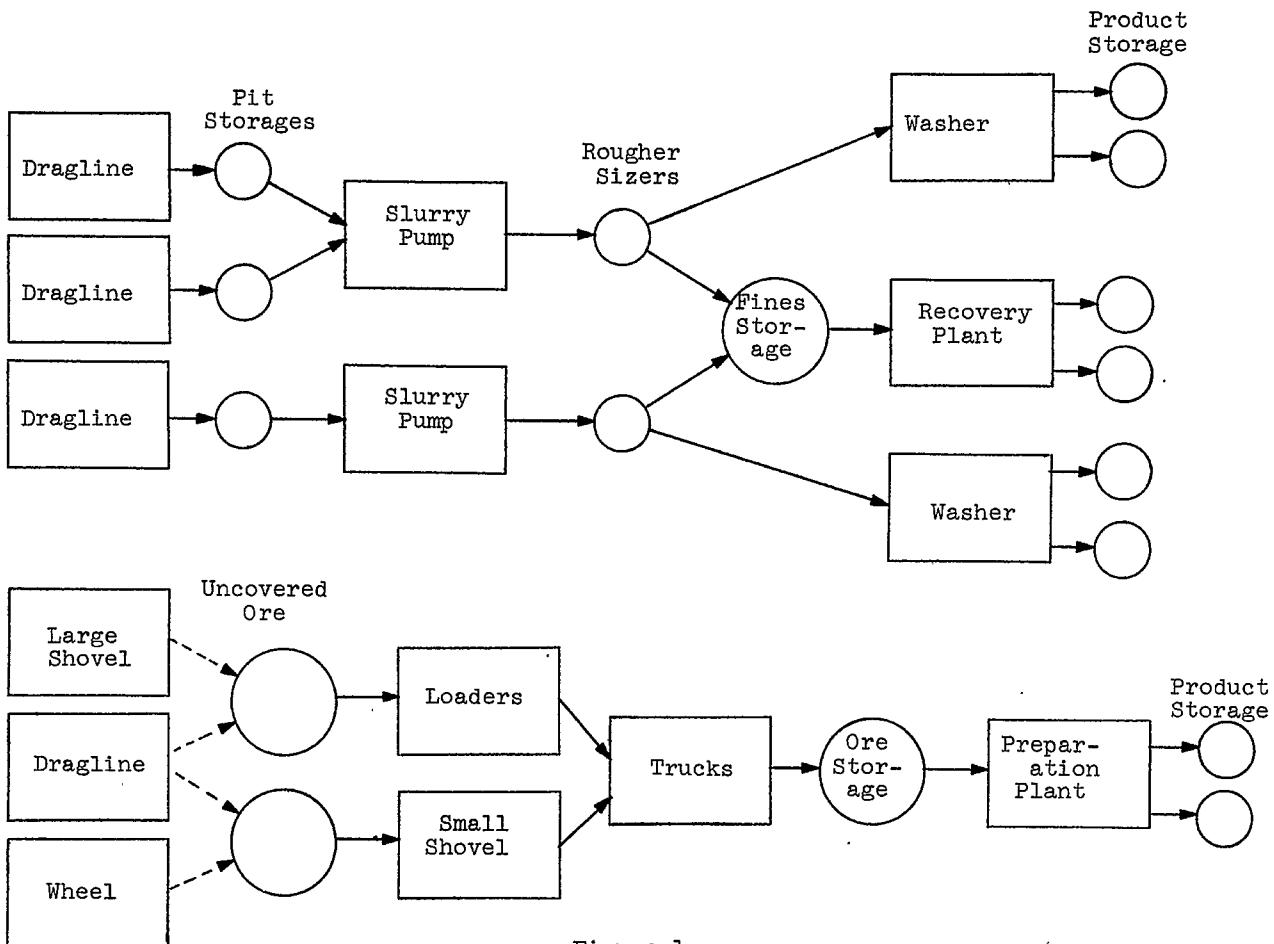 Product
Storage
Pit
Storages
Dragline
Washer
Rougher
Sizers
Slurry
Pump
Dragline
Fines
Stor-
age
Recovery
Plant
Dragline
Slurry
Pump
Washer
Uncovered
Ore
Large
Shovel
Loaders
Product
Storage
Dragline
Trucks
Ore
Stor-
age
Prepar-
ation
Plant
Small
Shovel
Wheel